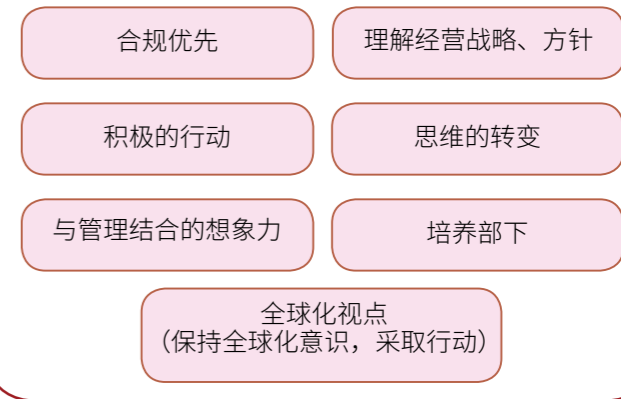 合规优先
理解经营战略、方针
积极的行动
思维的转变
与管理结合的想象力
培养部下
全球化视点
（保持全球化意识，采取行动）